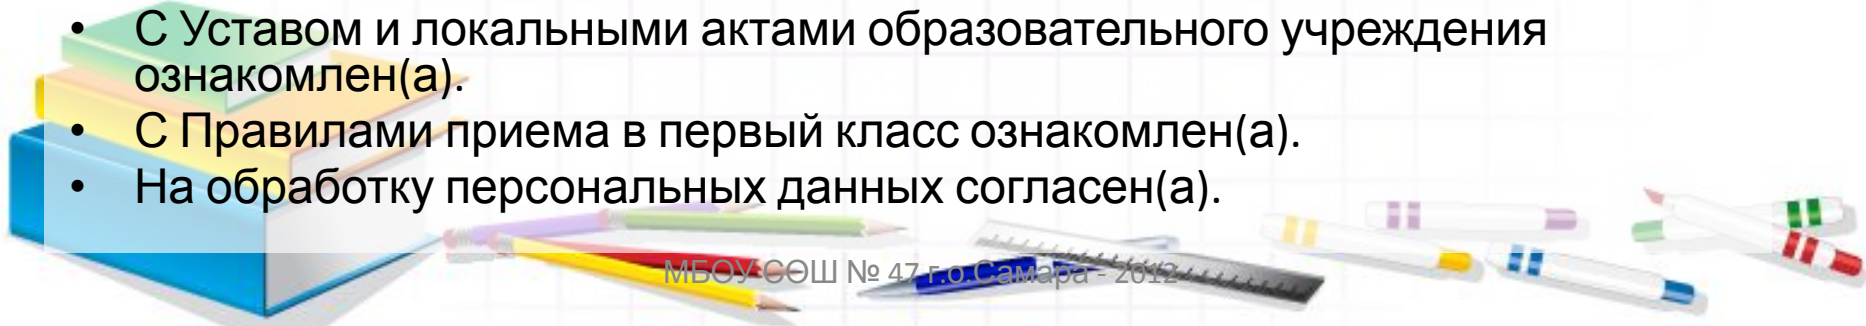 • С Уставом и локальными актами образовательного учреждения
ознакомлен(а).
• С Правилами приема в первый класс ознакомлен(а).
• На обработку персональных данных согласен(а).
МБОУ СОШ № 47 г.о.Самара - 2012